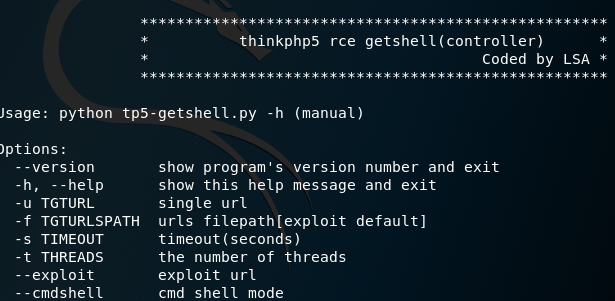 *****************************************************
* thinkphp5 rce getshell(controller) *
* Coded by LSA *
*****************************************************
Usage: python tp5-getshell.py -h (manual)
Options:
--version show program's version number and exit
-h, --help show this help message and exit
-u TGTURL single url
-f TGTURLSPATH urls filepath[exploit default]
-s TIMEOUT timeout(seconds)
-t THREADS the number of threads
--exploit exploit url
--cmdshell cmd shell mode